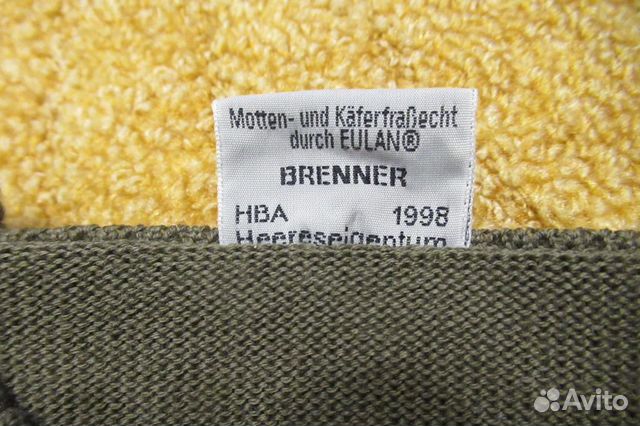 Motten- und Käferfraßecht
durch EULAN®
BRENNER
HBA 1998
Heereseigentum
Avito